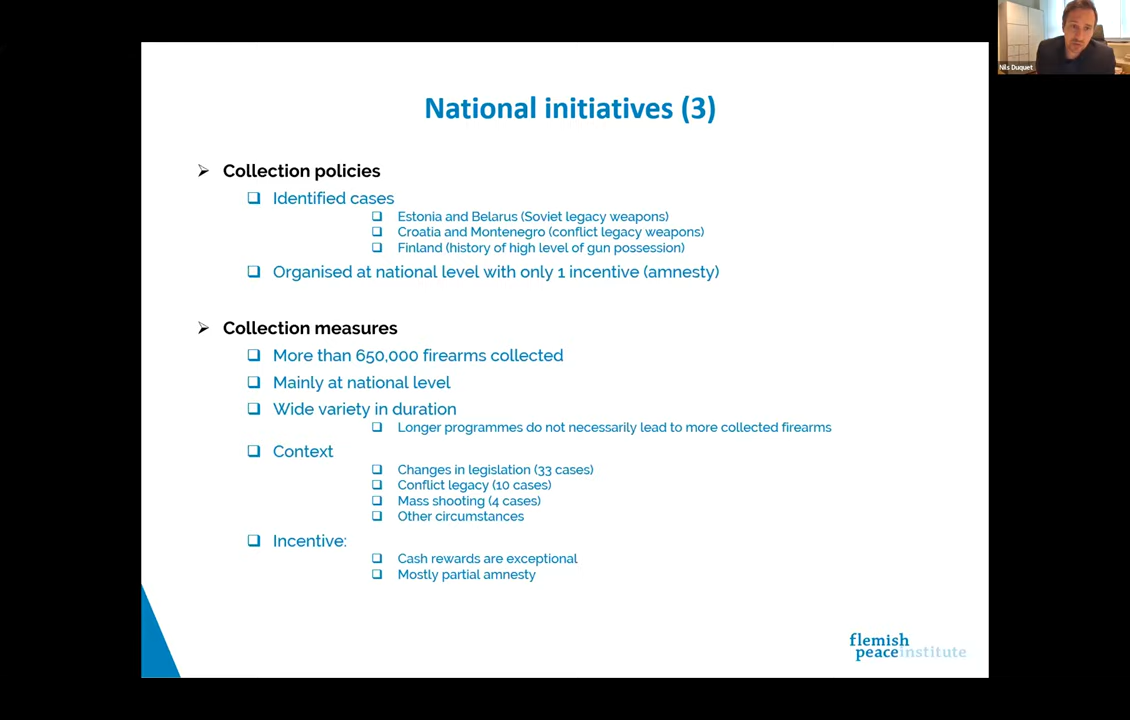 Nils Duquet
National initiatives (3)
Collection policies
Identified cases
Estonia and Belarus (Soviet legacy weapons)
Croatia and Montenegro (conflict legacy weapons)
Finland (history of high level of gun possession)
Organised at national level with only 1 incentive (amnesty)
Collection measures
More than 650,000 firearms collected
Mainly at national level
Wide variety in duration
Longer programmes do not necessarily lead to more collected firearms
Context
Changes in legislation (33 cases)
Conflict legacy (10 cases)
Mass shooting (4 cases)
Other circumstances
Incentive:
Cash rewards are exceptional
Mostly partial amnesty
flemish
peaceinstitute